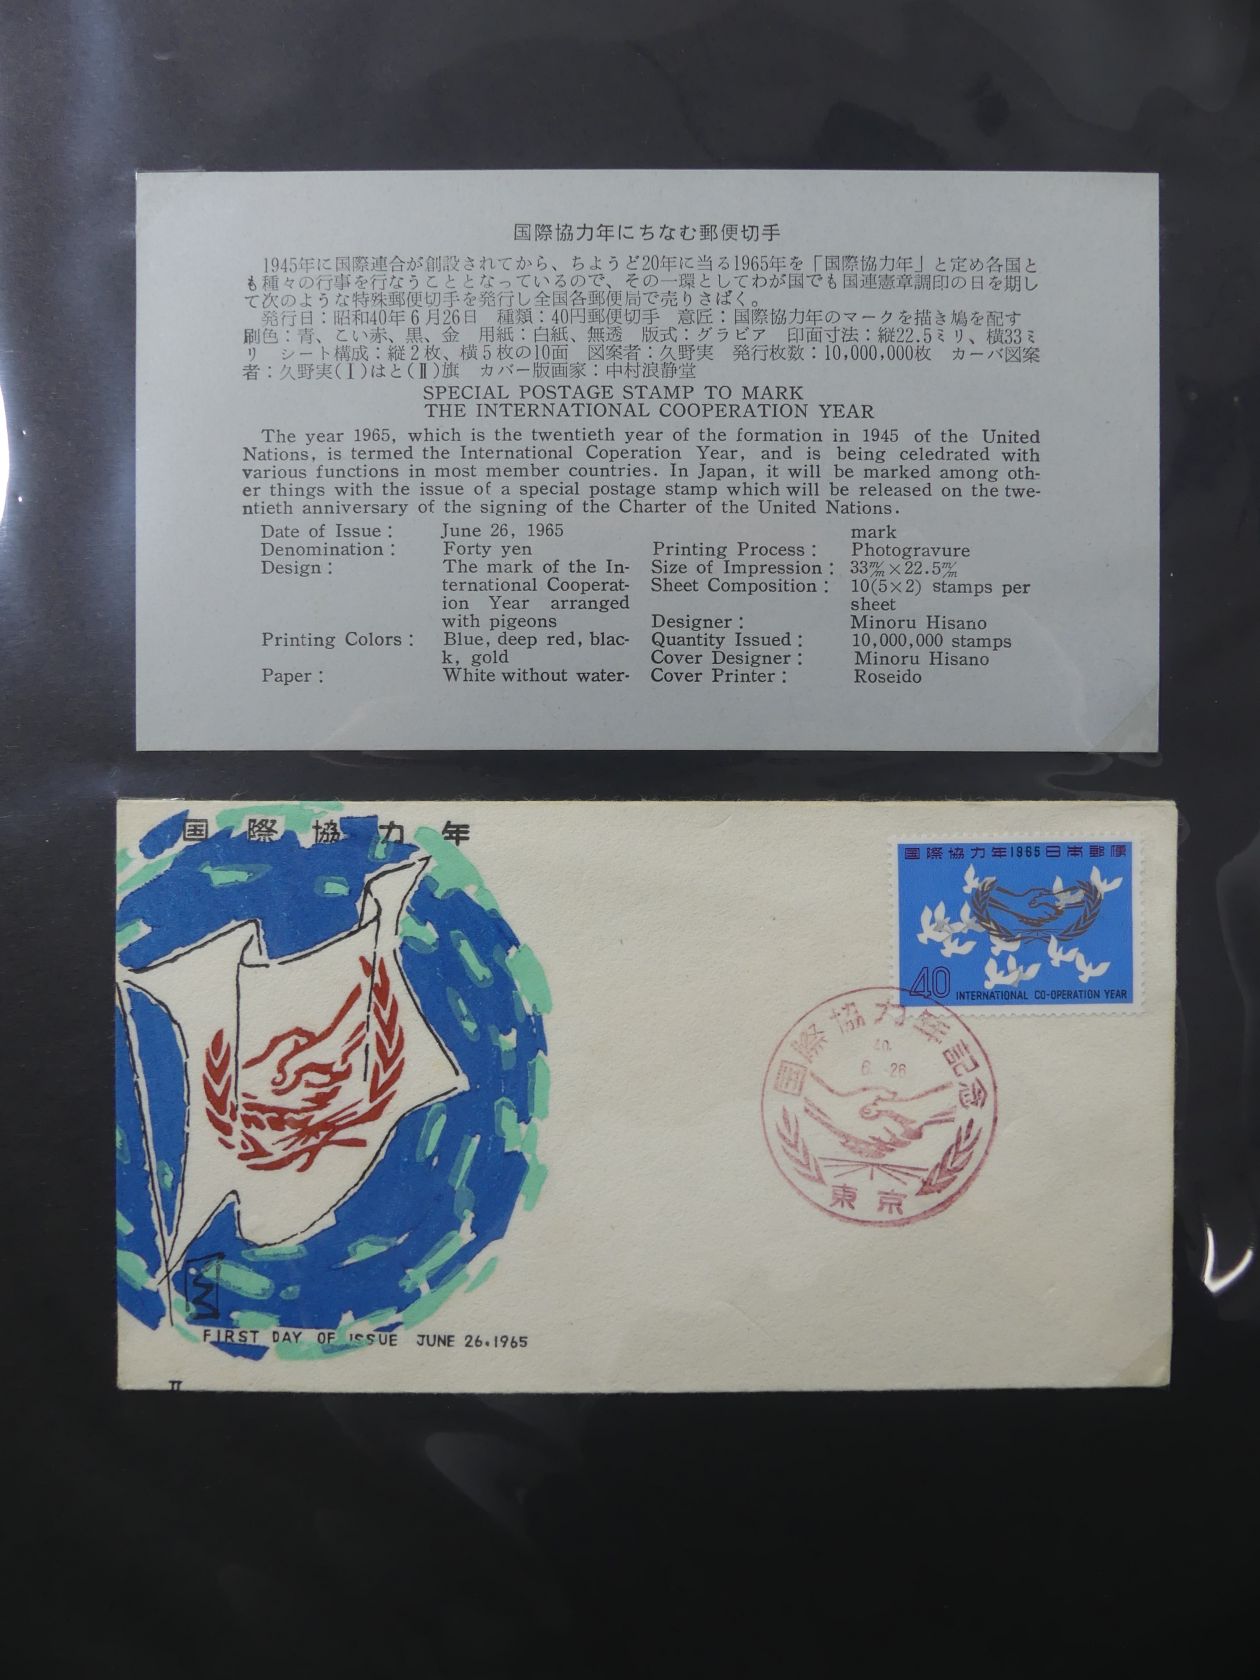 国際協力年にちなむ郵便切手
1945年に国際連合が創設されてから、ちようど20年に当る1965年を「国際協力年」と定め各国と
も種々の行事を行なうこととなっているので、その一環としてわが国でも国連憲章調印の日を期し
て次のような特殊郵便切手を発行し全国各郵便局で売りさばく。
発行日：昭和40年6月26日 種類：40円郵便切手 意匠：国際協力年のマークを描き鳩を配す
刷色：青、こい赤、黒、金 用紙：白紙、無透 版式：グラビア 印面寸法：縦22.5ミリ、横33ミ
リ シート構成：縦2枚、横5枚の10面 図案者：久野実 発行枚数：10,000,000枚 カーバ図案
者：久野実(Ⅰ)はと(Ⅱ)旗 カバー版画家：中村浪静堂
SPECIAL POSTAGE STAMP TO MARK
THE INTERNATIONAL COOPERATION YEAR
The year 1965, which is the twentieth year of the formation in 1945 of the United
Nations, is termed the International Coperation Year, and is being celedrated with
various functions in most member countries. In Japan, it will be marked among oth-
er things with the issue of a special postage stamp which will be released on the twe-
ntieth anniversary of the signing of the Charter of the United Nations.
Date of Issue: June 26, 1965
Denomination: Forty yen
Design: The mark of the In-
ternational Cooperat-
ion Year arranged
with pigeons
Printing Colors: Blue, deep red, blac-
k, gold
Paper: White without water-
mark
Printing Process: Photogravure
Size of Impression: 33m/m×22.5m/m
Sheet Composition: 10(5×2) stamps per
sheet
Designer: Minoru Hisano
Quantity Issued: 10,000,000 stamps
Cover Designer: Minoru Hisano
Cover Printer: Roseido
国際協力年
国際協力年1965日本郵便
40 INTERNATIONAL CO-OPERATION YEAR
国際協力年記念
40.
6.-26
東京
FIRST DAY OF ISSUE JUNE 26.1965
II